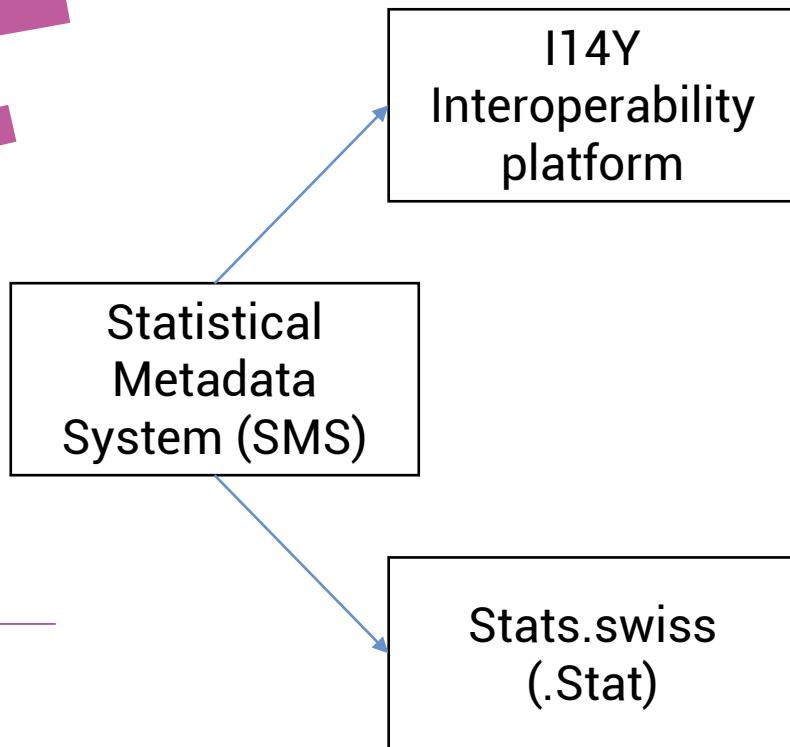 I14Y
Interoperability
platform
Statistical
Metadata
System (SMS)
Stats.swiss
(.Stat)